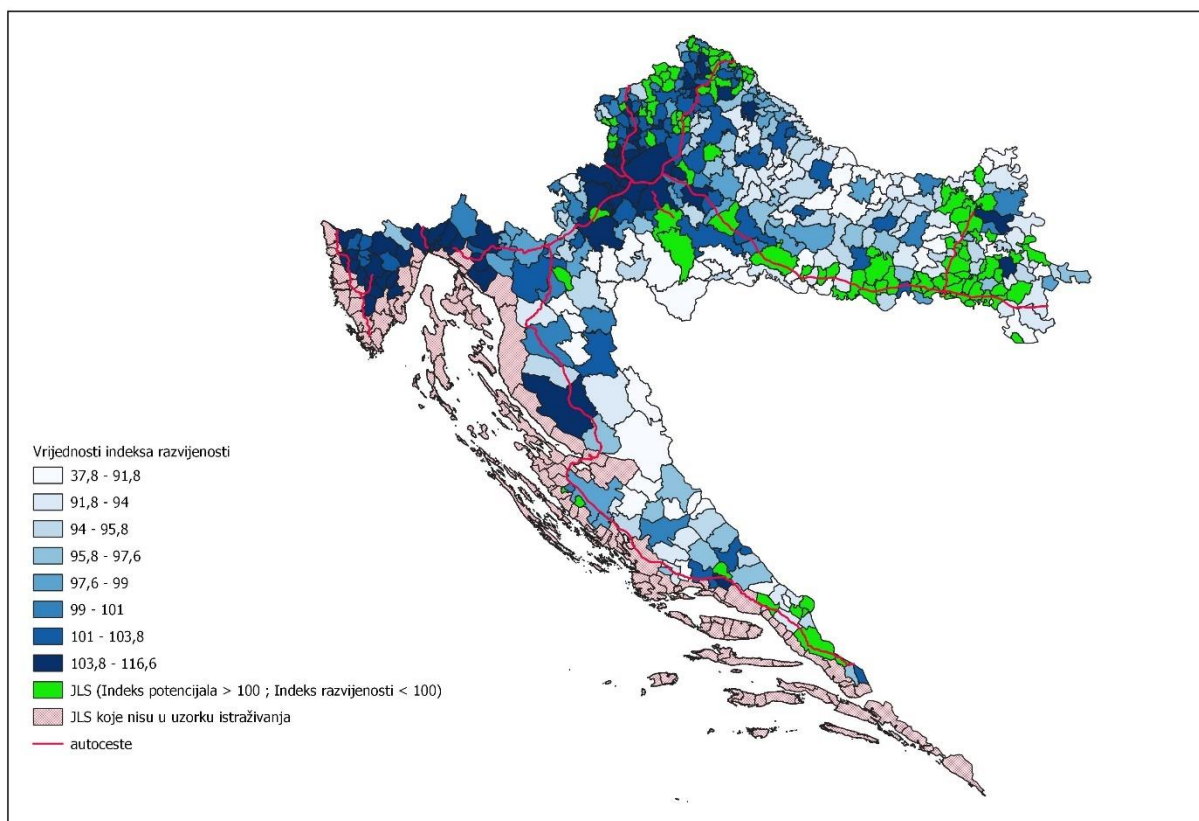 Vrijednosti indeksa razvijenosti
37,8 - 91,8
91,8 - 94
94 - 95,8
95,8 - 97,6
97,6 - 99
99 - 101
101 - 103,8
103,8 - 116,6
JLS (Indeks potencijala > 100 ; Indeks razvijenosti < 100)
JLS koje nisu u uzorku istraživanja
autoceste